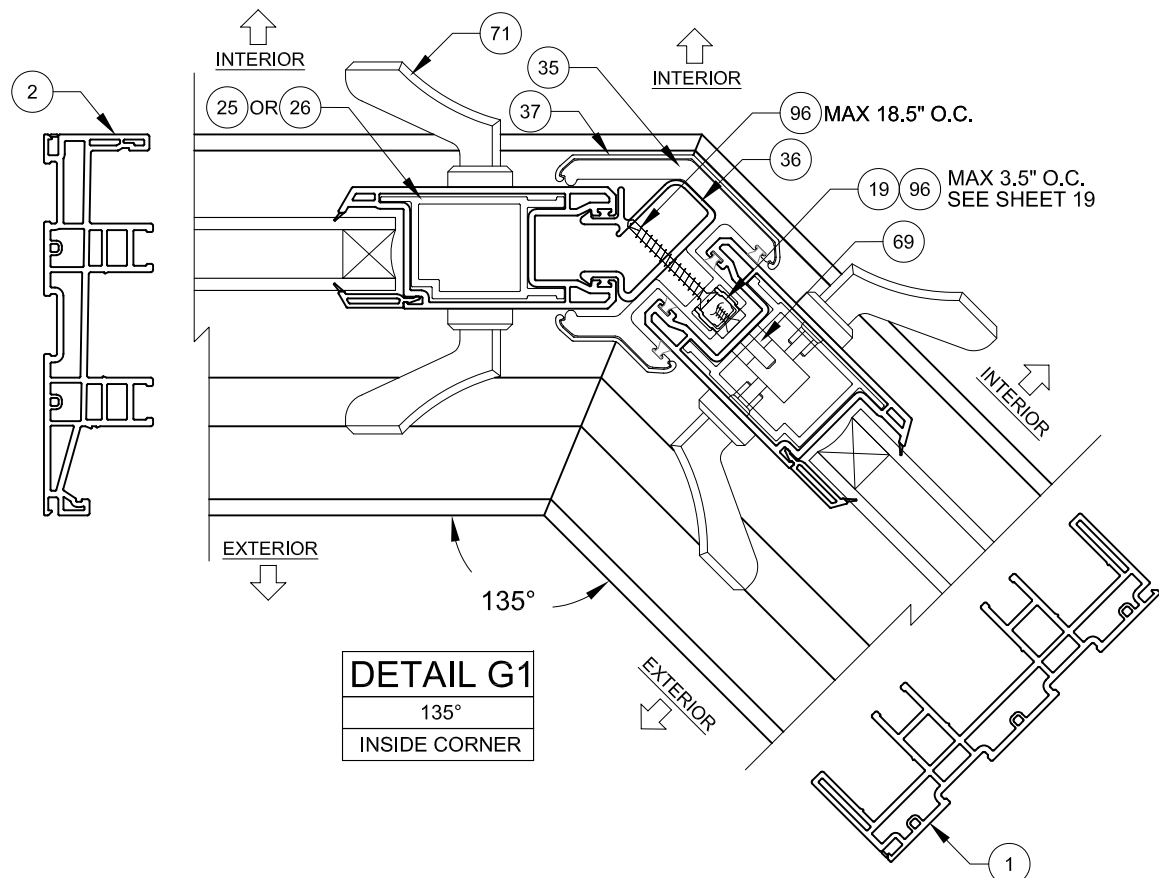 71
INTERIOR
INTERIOR
2
35
25 OR 26
37
96 MAX 18.5" O.C.
36
19 96 MAX 3.5" O.C.
SEE SHEET 19
69
INTERIOR
EXTERIOR
135°
DETAIL G1
135°
INSIDE CORNER
EXTERIOR
1